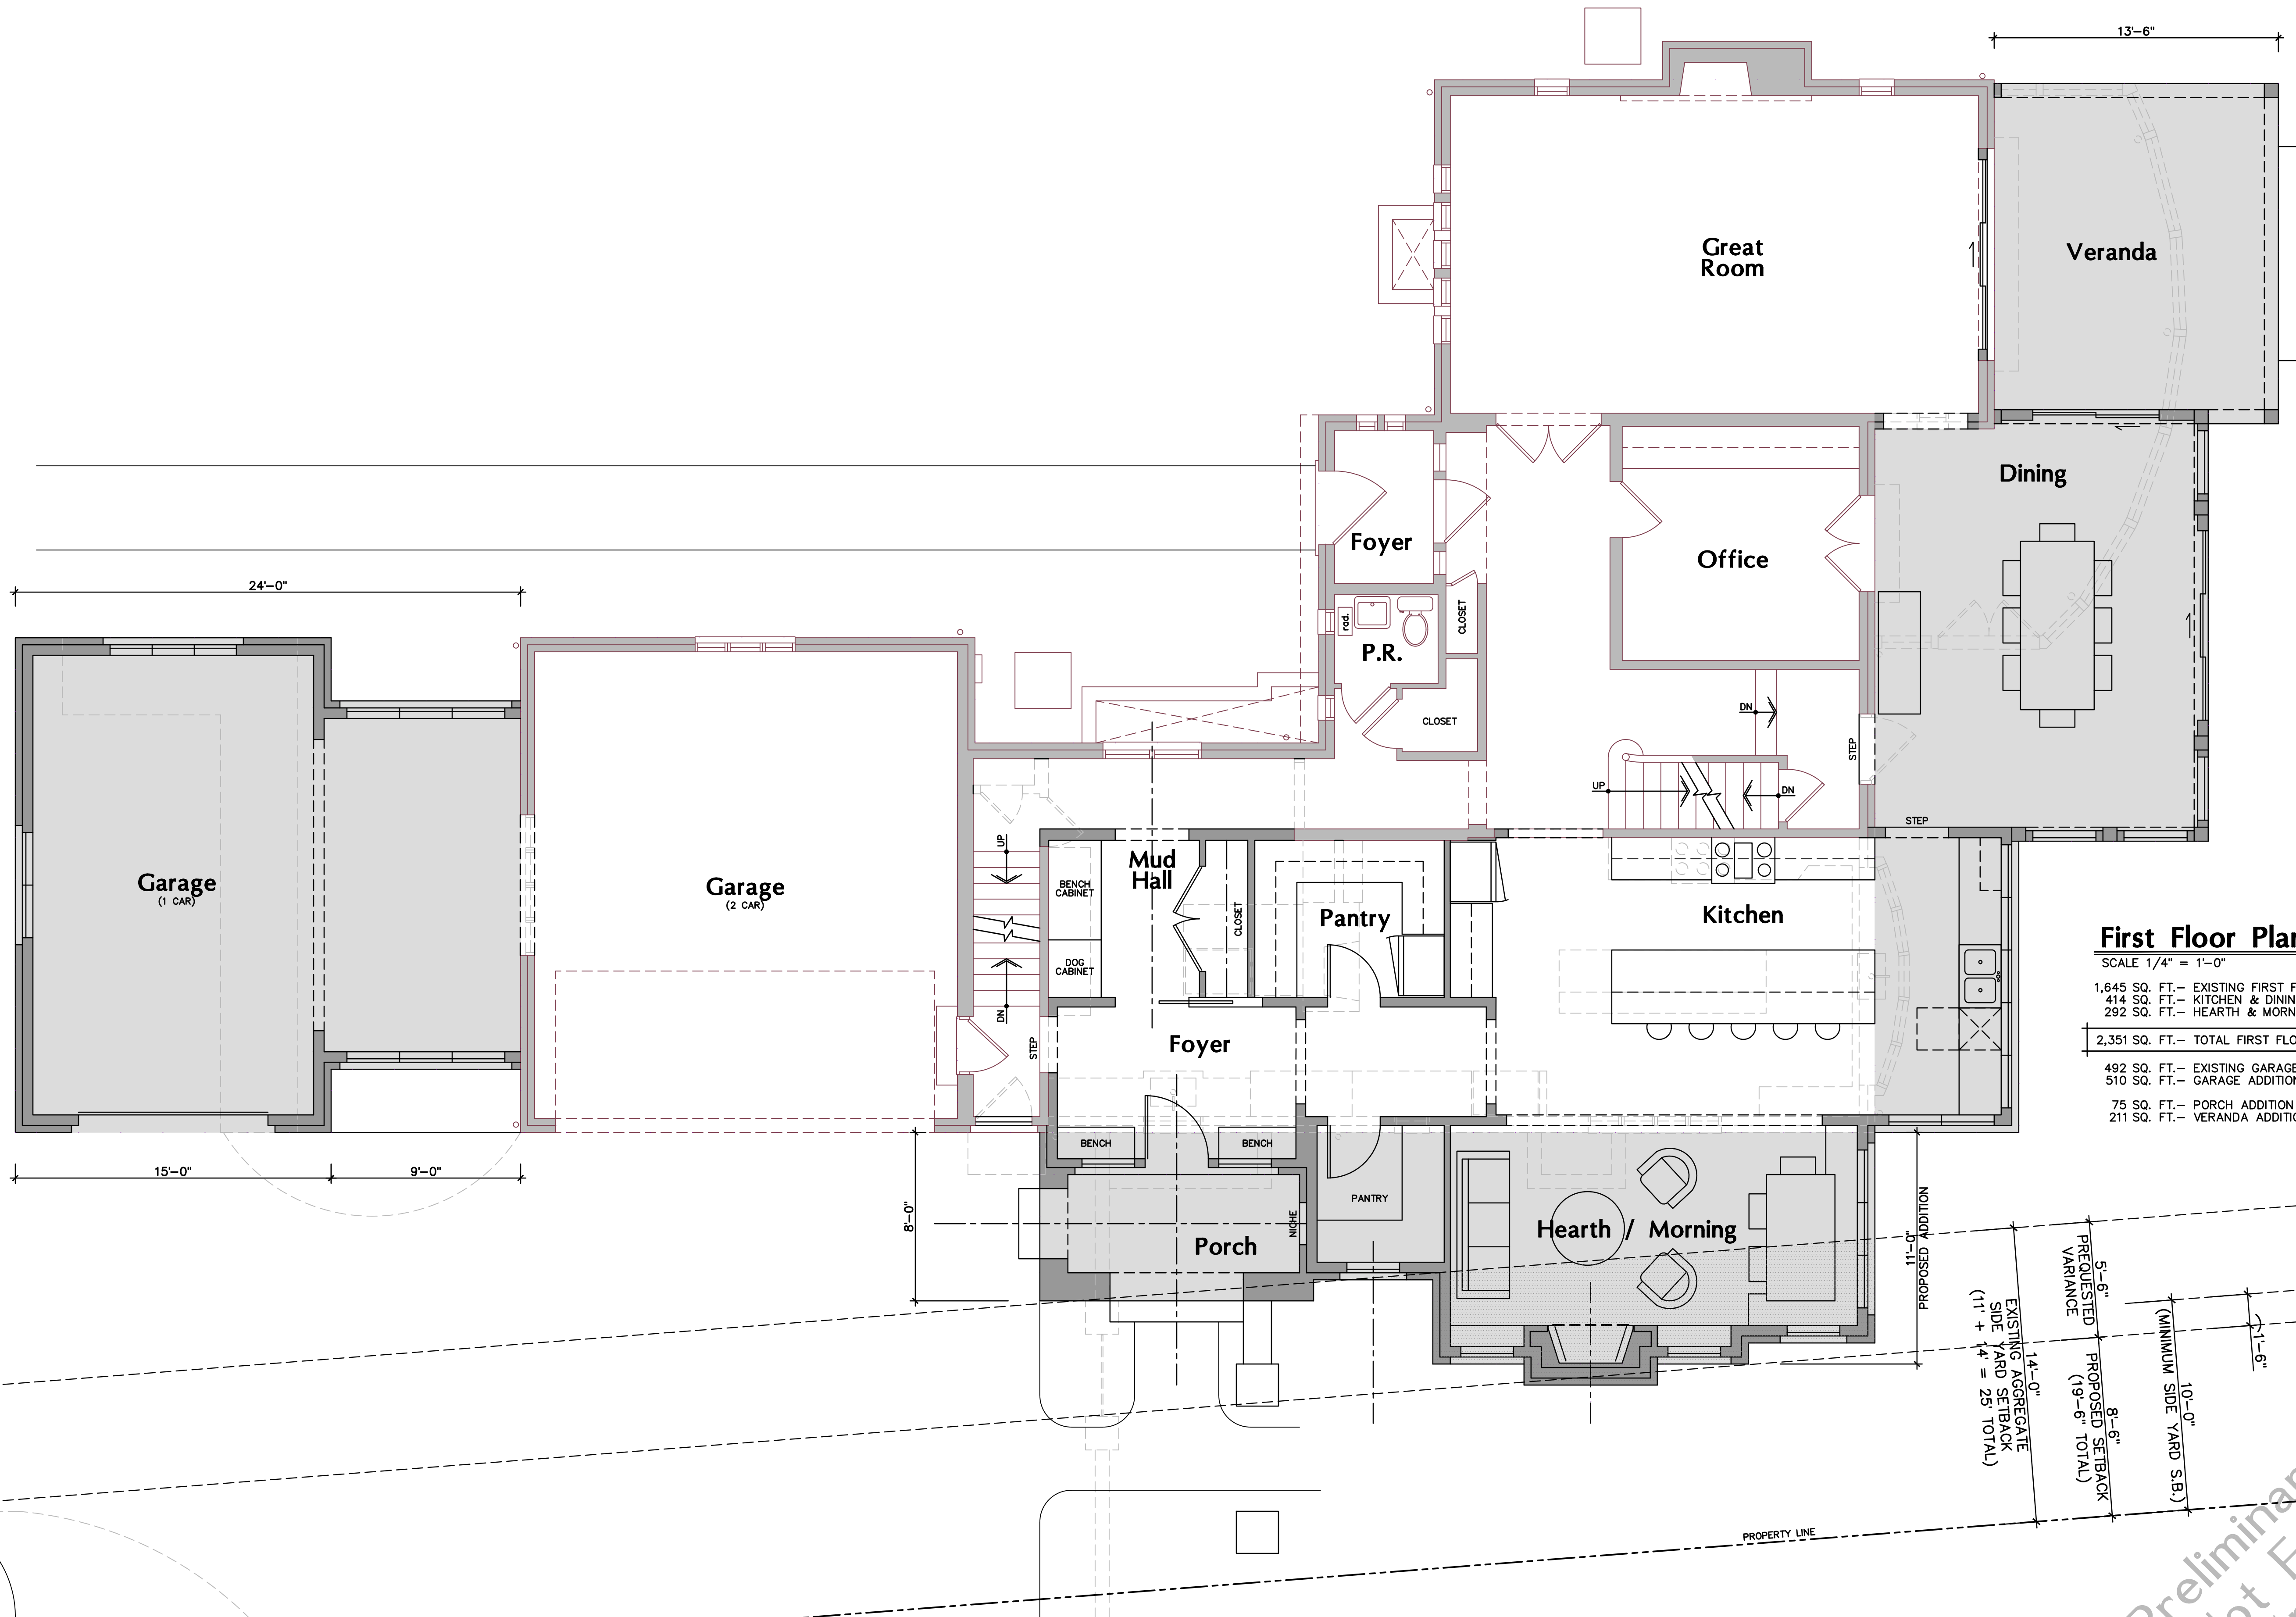 13'-6"
Great
Room
Veranda
Dining
Foyer
Office
24'-0"
rad.
CLOSET
P.R.
CLOSET
DN
STEP
UP
DN
STEP
Garage
(1 CAR)
Garage
(2 CAR)
UP
Mud
Hall
BENCH
CABINET
CLOSET
Pantry
Kitchen
DOG
CABINET
DN
STEP
Foyer
First Floor Plan
SCALE 1/4" = 1'-0"
1,645 SQ. FT.- EXISTING FIRST
414 SQ. FT.- KITCHEN &
292 SQ. FT.- HEARTH &
2,351 SQ. FT.- TOTAL FIRST
492 SQ. FT.- EXISTING GARAGE
510 SQ. FT.- GARAGE ADDITION
75 SQ. FT.- PORCH ADDITION
211 SQ. FT.- VERANDA ADDITION
BENCH
BENCH
15'-0"
9'-0"
8'-0"
NICHE
Porch
PANTRY
Hearth / Morning
11'-0"
PROPOSED ADDITION
14'-0"
EXISTING AGGREGATE
SIDE YARD SETBACK
(11' + 14' = 25' TOTAL)
5'-6"
REQUESTED
VARIANCE
8'-6"
PROPOSED SETBACK
(19'-6" TOTAL)
10'-0"
(MINIMUM SIDE YARD S.B.)
1'-6"
PROPERTY LINE